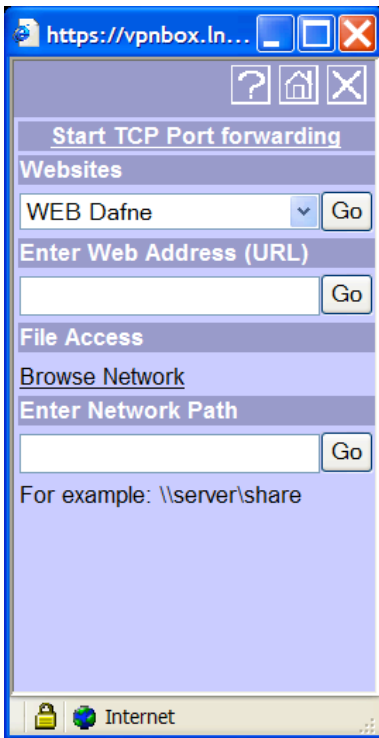 https://vpnbox.ln...
Start TCP Port forwarding
Websites
WEB Dafne Go
Enter Web Address (URL)
Go
File Access
Browse Network
Enter Network Path
Go
For example: \\server\share
Internet